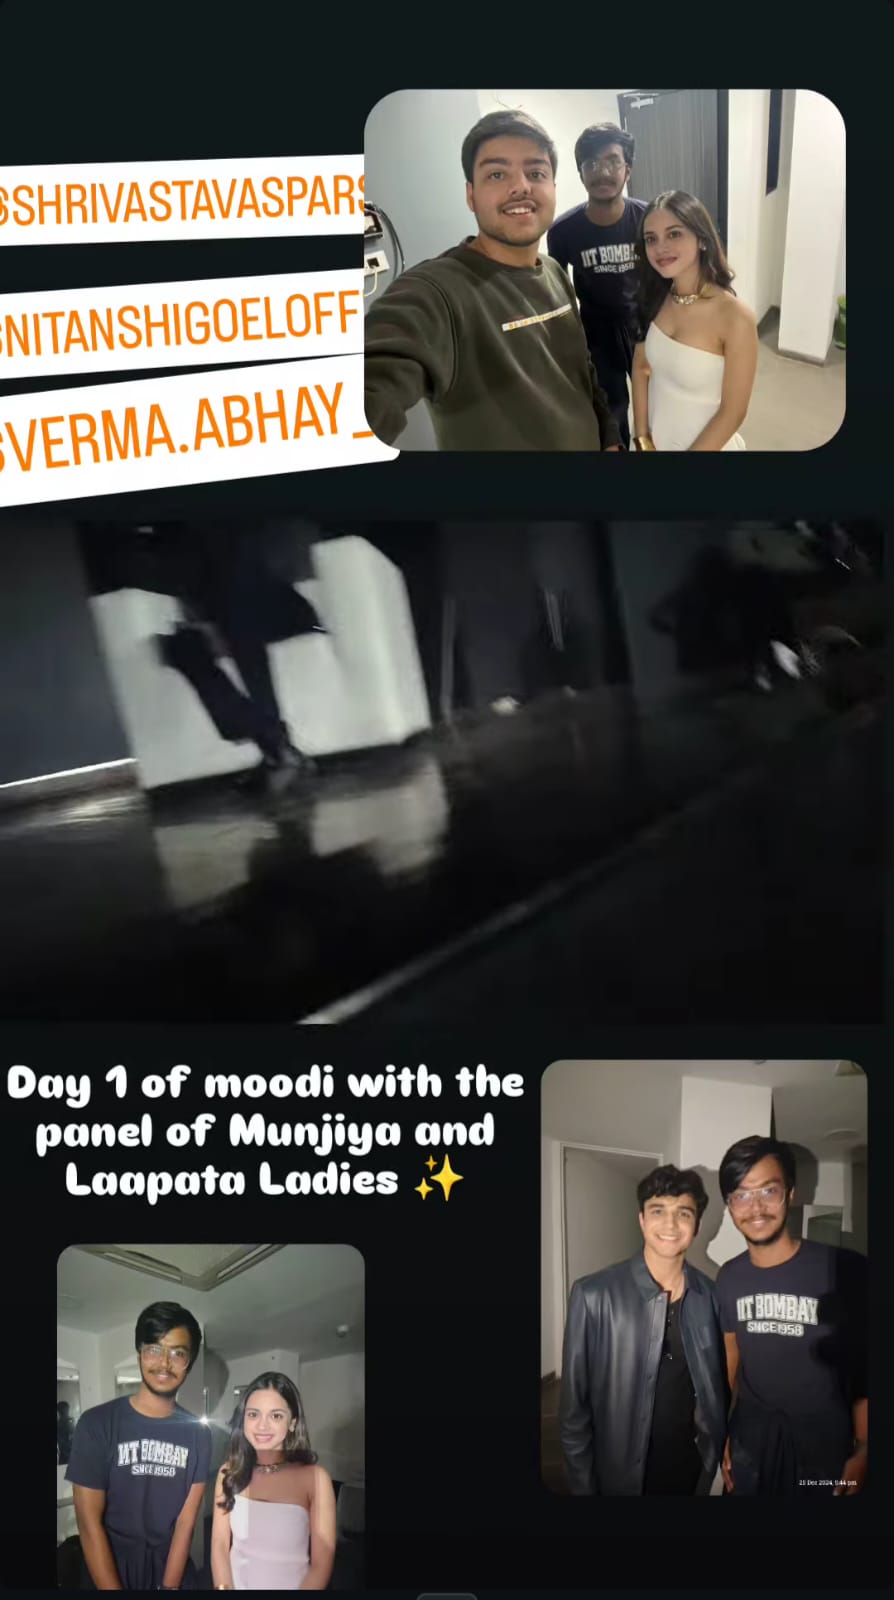 @SHRIVASTAVASPARS
@NITANSHIGOELOFF
@VERMA.ABHAY_
IIT BOMBAY
SINCE 1958
Day 1 of moodi with the
panel of Munjiya and
Laapata Ladies ✨
IIT BOMBAY
SINCE 1958
25 Dec 2024, 9:44 pm
IIT BOMBAY
SINCE 1958